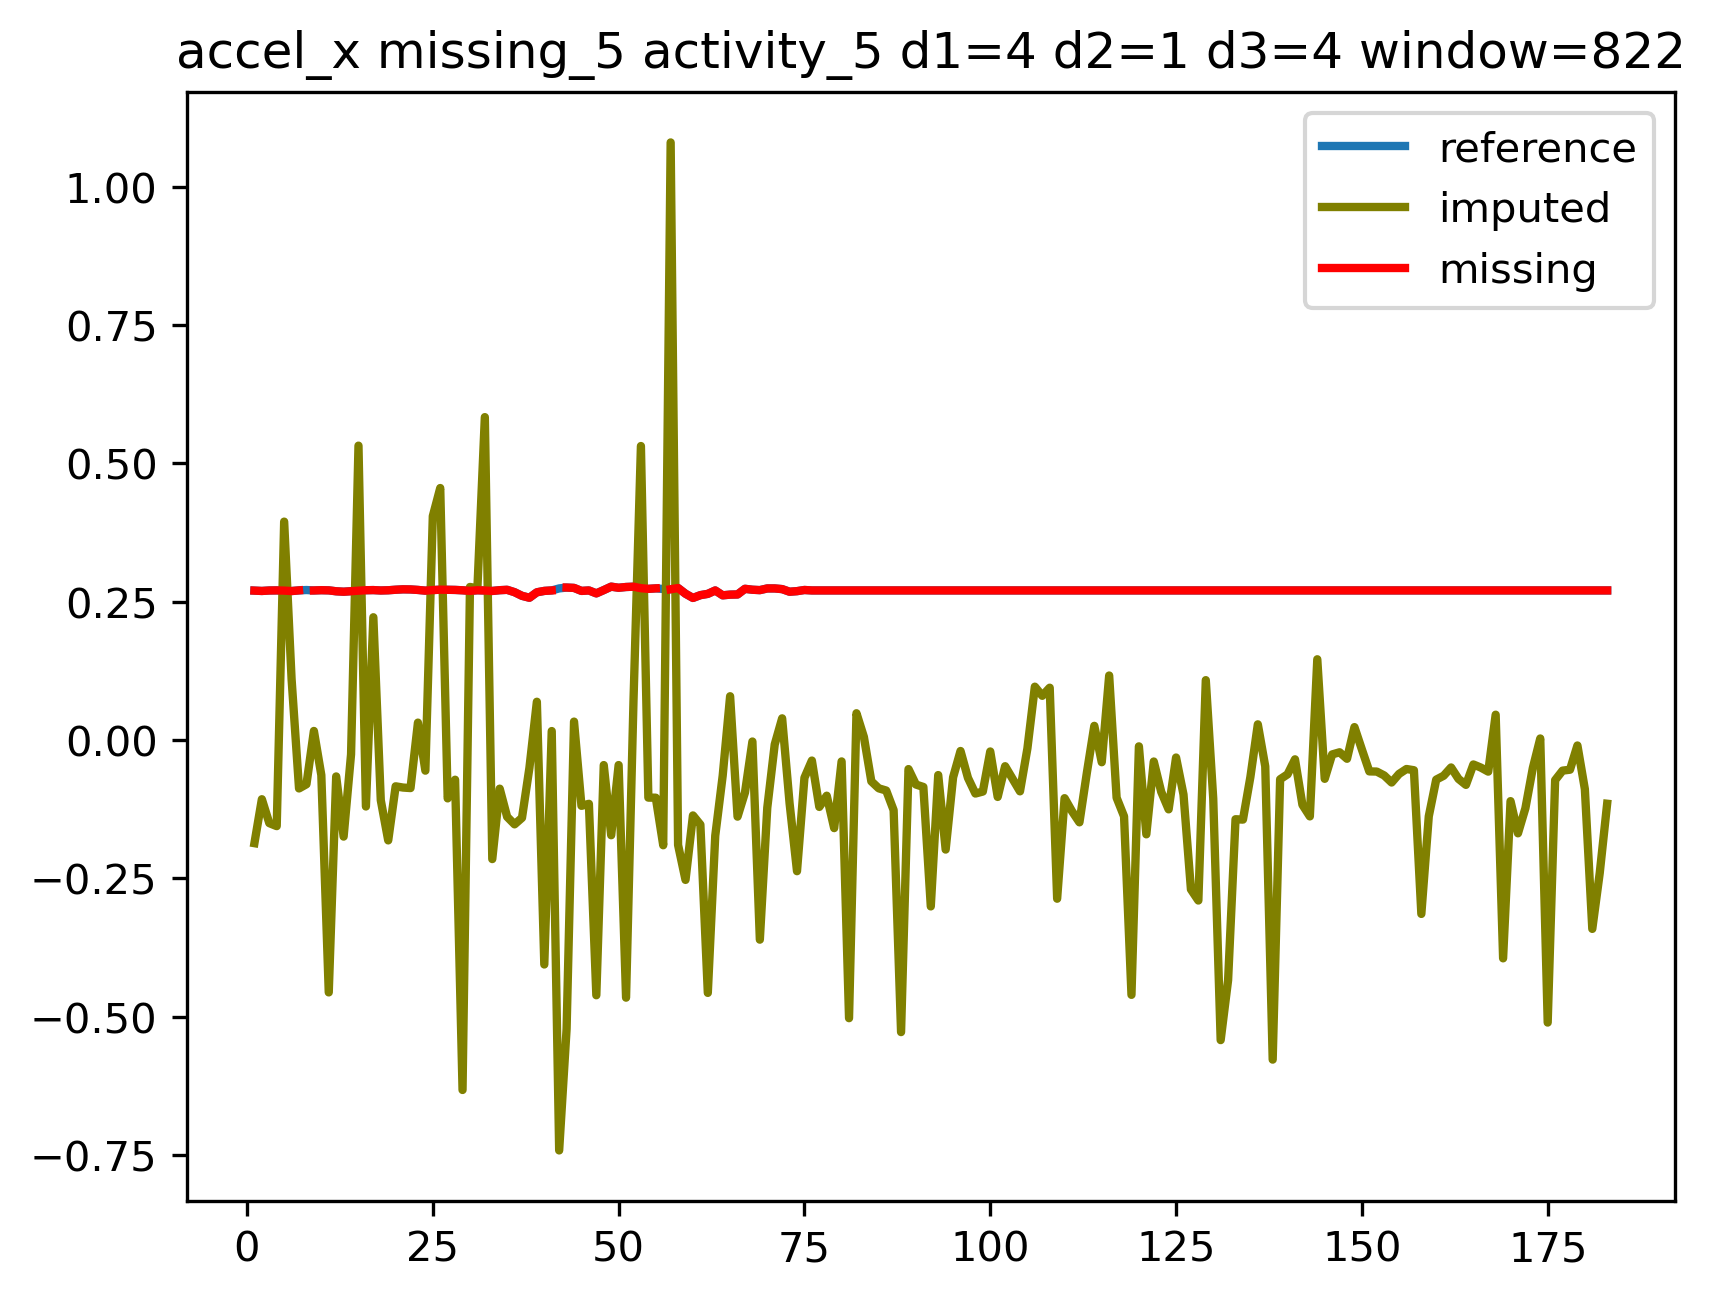 accel_x missing_5 activity_5 d1=4 d2=1 d3=4 window=822
reference
imputed
missing
1.00
0.75
0.50
0.25
0.00
−0.25
−0.50
−0.75
0 25 50 75 100 125 150 175